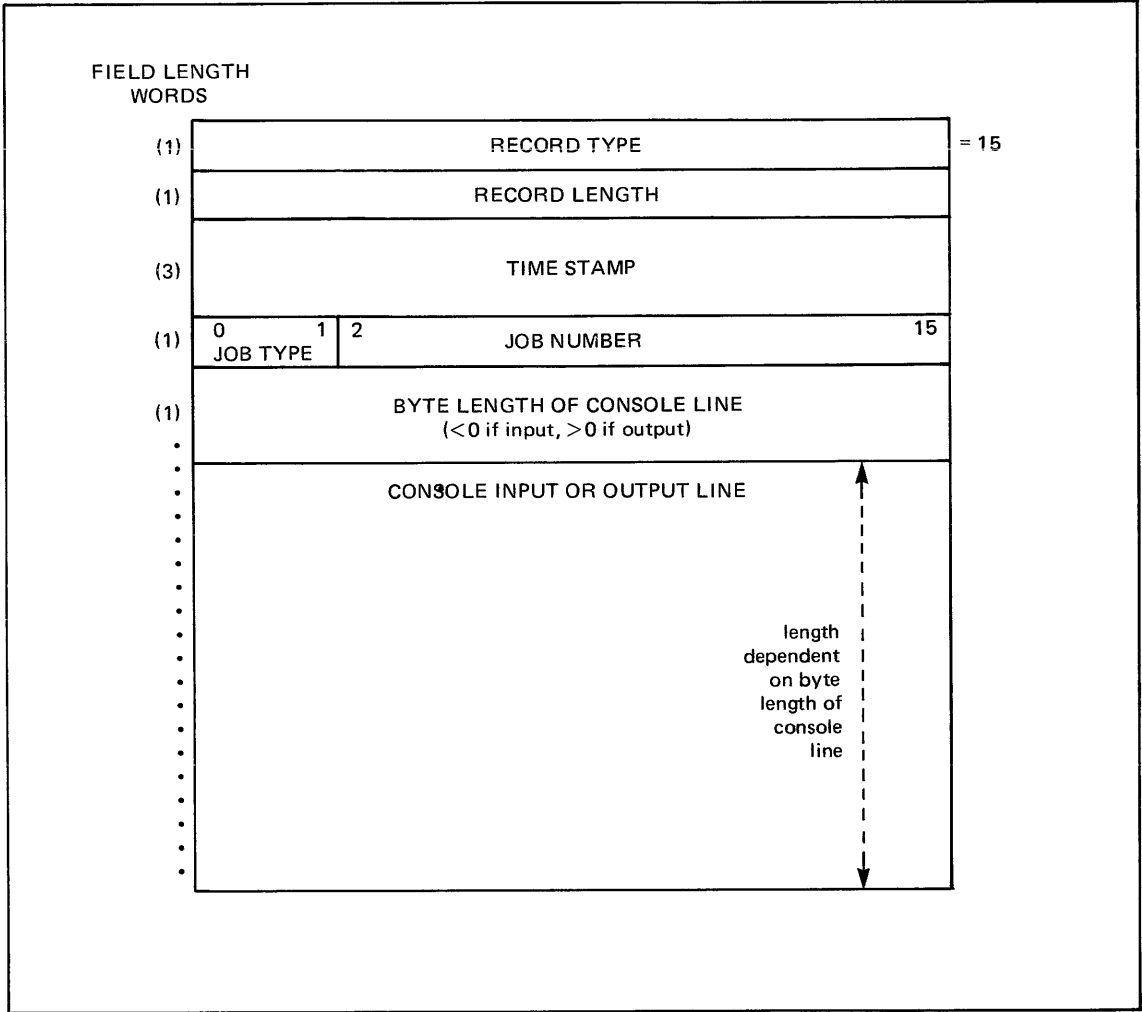 FIELD LENGTH
WORDS
(1) RECORD TYPE = 15
(1) RECORD LENGTH
(3) TIME STAMP
(1) 0 1 2 JOB NUMBER 15
JOB TYPE
(1) BYTE LENGTH OF CONSOLE LINE
(<0 if input, >0 if output)
CONSOLE INPUT OR OUTPUT LINE
length
dependent
on byte
length of
console
line